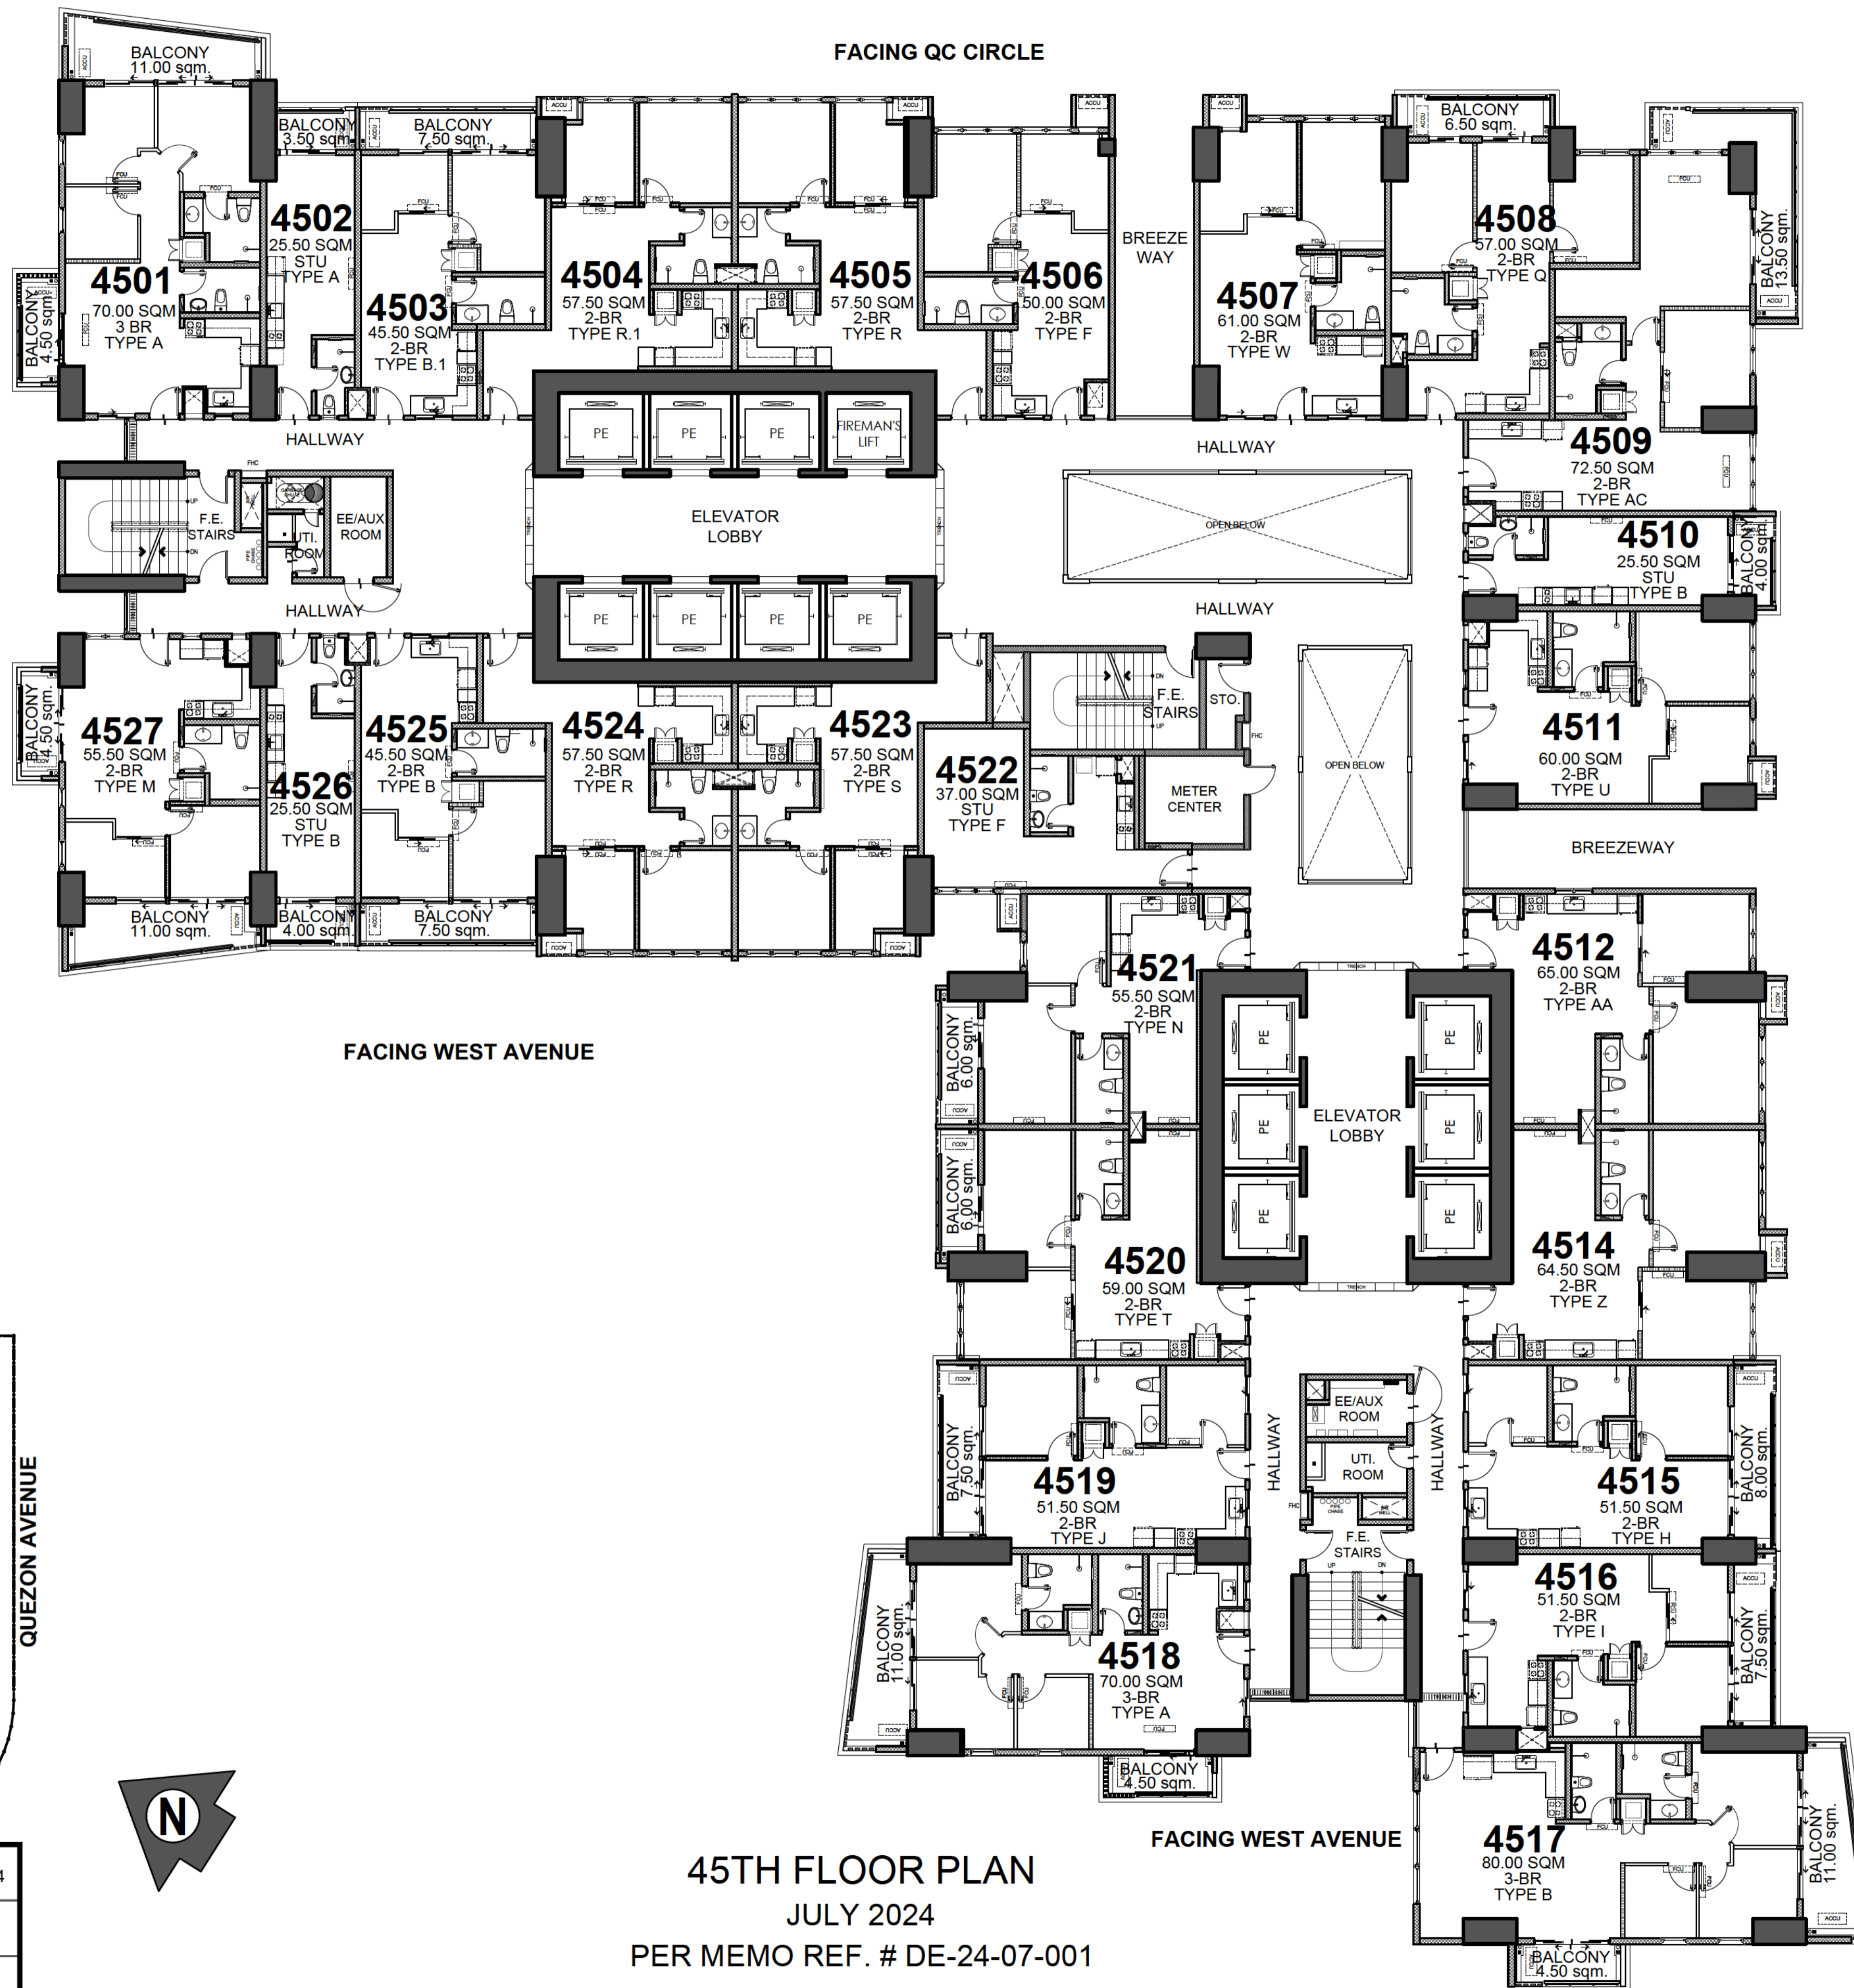 FACING QC CIRCLE
BALCONY
11.00 sqm.
BALCONY
3.50 sqm.
BALCONY
7.50 sqm.
BALCONY
6.50 sqm.
BALCONY
13.50 sqm.
BALCONY
4.50 sqm.
4501
70.00 SQM
3 BR
TYPE A
4502
25.50 SQM
STU
TYPE A
4503
45.50 SQM
2-BR
TYPE B.1
4504
57.50 SQM
2-BR
TYPE R.1
4505
57.50 SQM
2-BR
TYPE R
4506
50.00 SQM
2-BR
TYPE F
BREEZE
WAY
4507
61.00 SQM
2-BR
TYPE W
4508
57.00 SQM
2-BR
TYPE Q
4509
72.50 SQM
2-BR
TYPE AC
4510
25.50 SQM
STU
TYPE B
BALCONY
4.00 sqm.
HALLWAY
PE
PE
PE
FIREMAN'S
LIFT
HALLWAY
FHC
F.E.
STAIRS
UP
DN
UTI.
ROOM
EE/AUX
ROOM
ELEVATOR
LOBBY
TRENCH
TRENCH
OPEN BELOW
HALLWAY
HALLWAY
PE
PE
PE
PE
4511
60.00 SQM
2-BR
TYPE U
BREEZEWAY
F.E.
STAIRS
DN
UP
STO.
FHC
METER
CENTER
OPEN BELOW
BALCONY
4.50 sqm.
4527
55.50 SQM
2-BR
TYPE M
4526
25.50 SQM
STU
TYPE B
4525
45.50 SQM
2-BR
TYPE B
4524
57.50 SQM
2-BR
TYPE R
4523
57.50 SQM
2-BR
TYPE S
4522
37.00 SQM
STU
TYPE F
BALCONY
11.00 sqm.
BALCONY
4.00 sqm.
BALCONY
7.50 sqm.
FACING WEST AVENUE
4521
55.50 SQM
2-BR
TYPE N
BALCONY
6.00 sqm.
4512
65.00 SQM
2-BR
TYPE AA
TRENCH
PE
PE
PE
PE
PE
PE
ELEVATOR
LOBBY
TRENCH
BALCONY
6.00 sqm.
4520
59.00 SQM
2-BR
TYPE T
4514
64.50 SQM
2-BR
TYPE Z
HALLWAY
EE/AUX
ROOM
UTI.
ROOM
HALLWAY
FHC
PIPE
CHASE
F.E.
STAIRS
UP
DN
BALCONY
7.50 sqm.
4519
51.50 SQM
2-BR
TYPE J
4515
51.50 SQM
2-BR
TYPE H
BALCONY
8.00 sqm.
4516
51.50 SQM
2-BR
TYPE I
BALCONY
7.50 sqm.
BALCONY
11.00 sqm.
4518
70.00 SQM
3-BR
TYPE A
BALCONY
4.50 sqm.
4517
80.00 SQM
3-BR
TYPE B
BALCONY
11.00 sqm.
BALCONY
4.50 sqm.
FACING WEST AVENUE
QUEZON AVENUE
N
45TH FLOOR PLAN
JULY 2024
PER MEMO REF. # DE-24-07-001